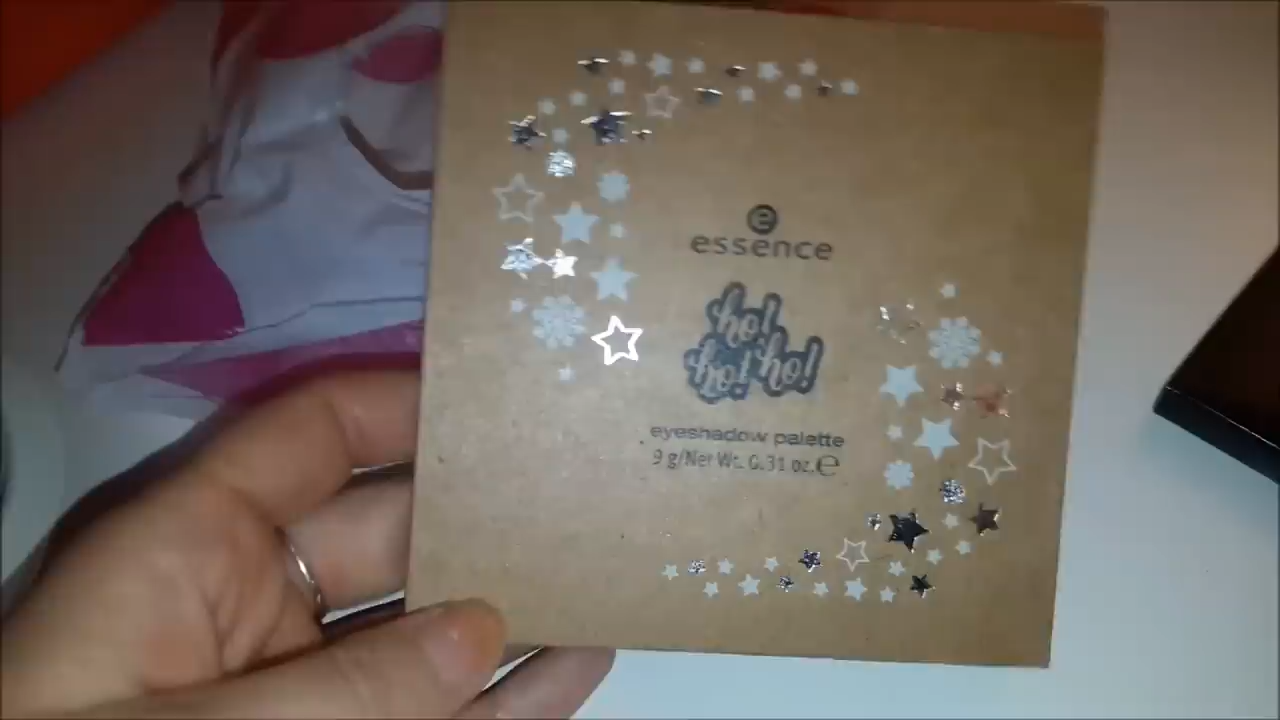 e
essence
ho!
ho! ho!
eyeshadow palette
9 g/Net Wt. 0.31 oz.℮